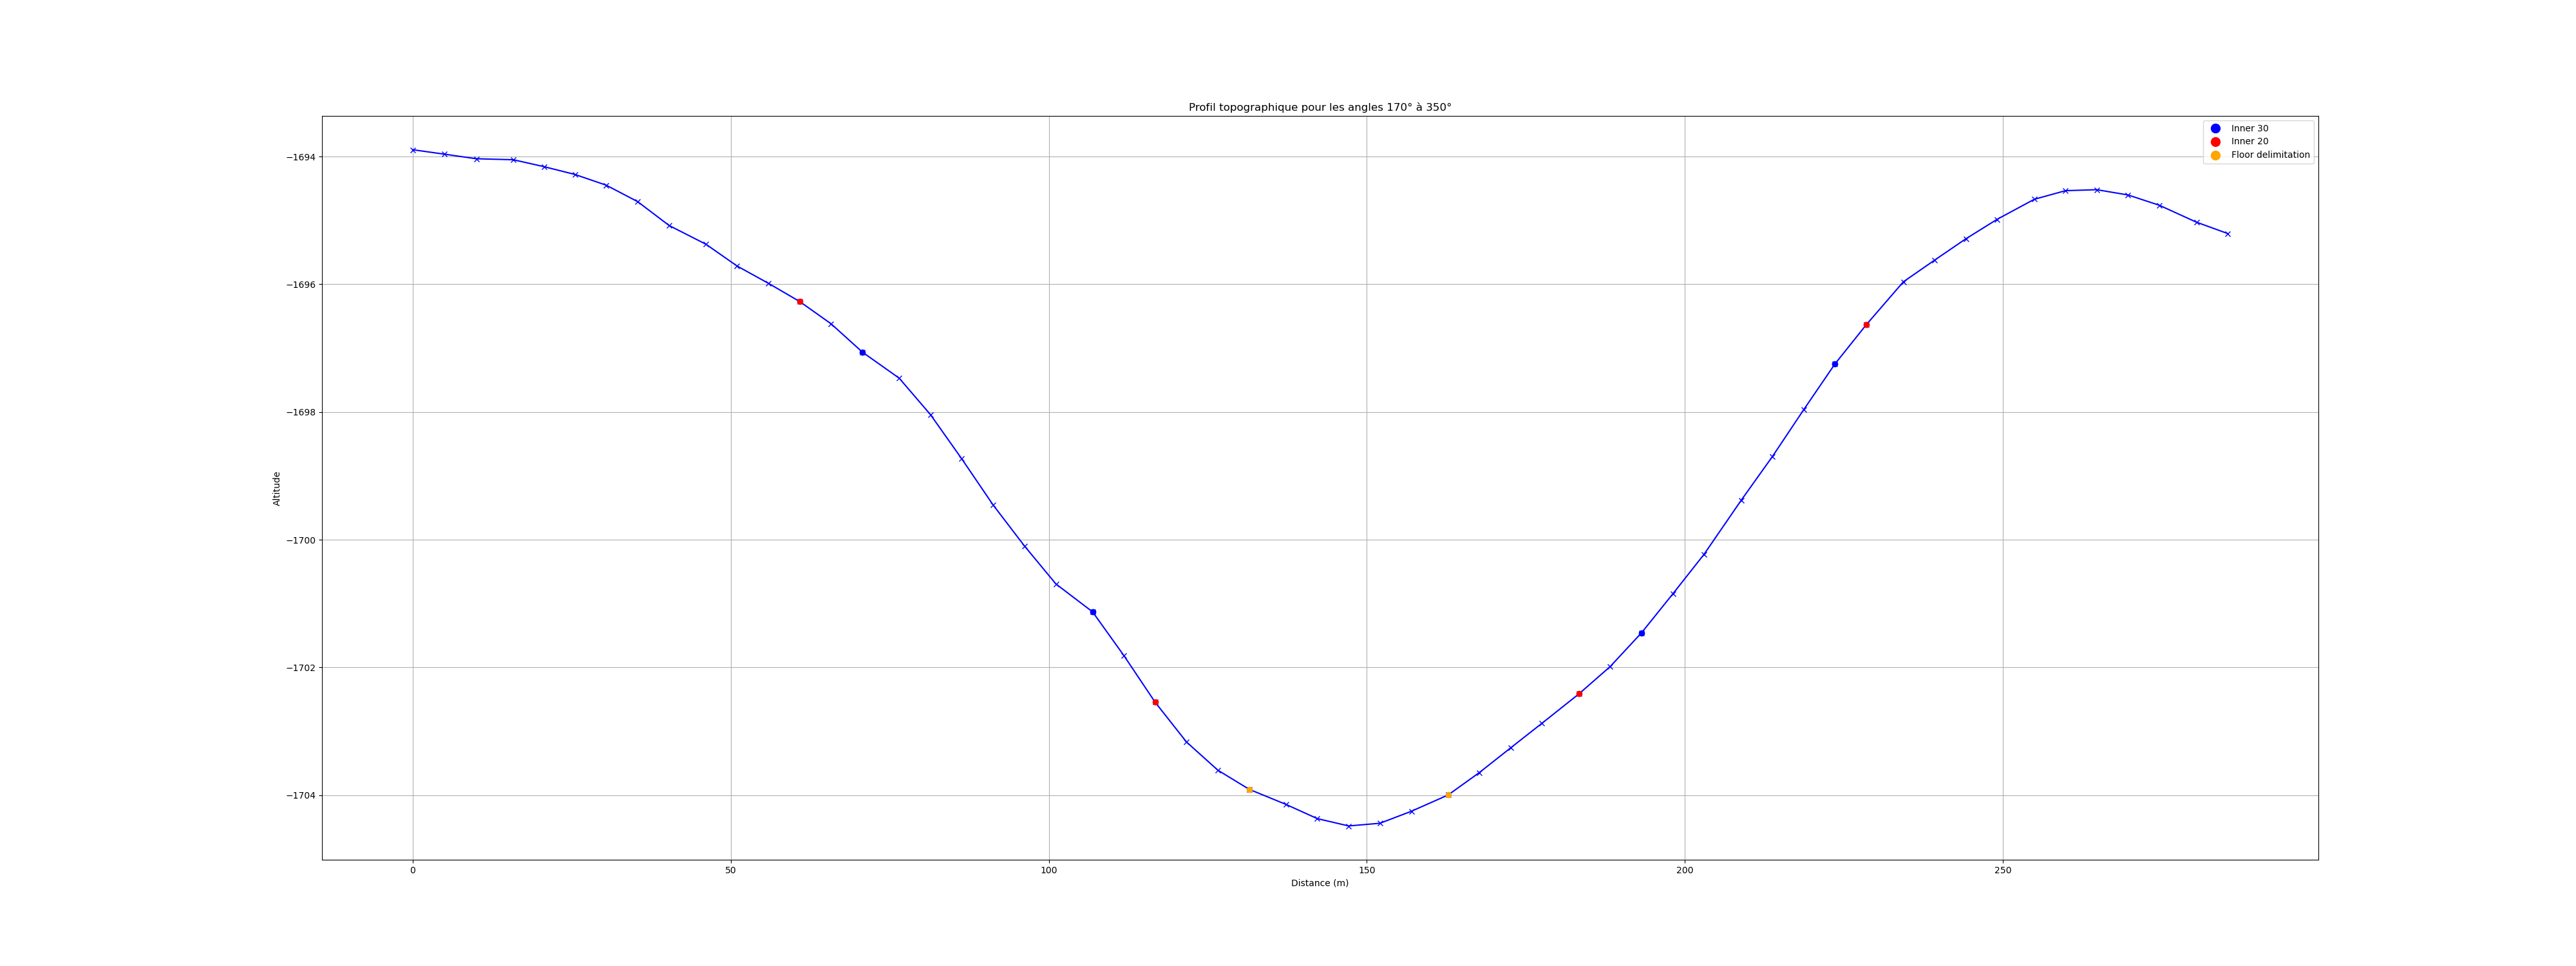 Profil topographique pour les angles 170° à 350°
Inner 30
Inner 20
Floor delimitation
Altitude
−1694
−1696
−1698
−1700
−1702
−1704
0 50 100 150 200 250
Distance (m)